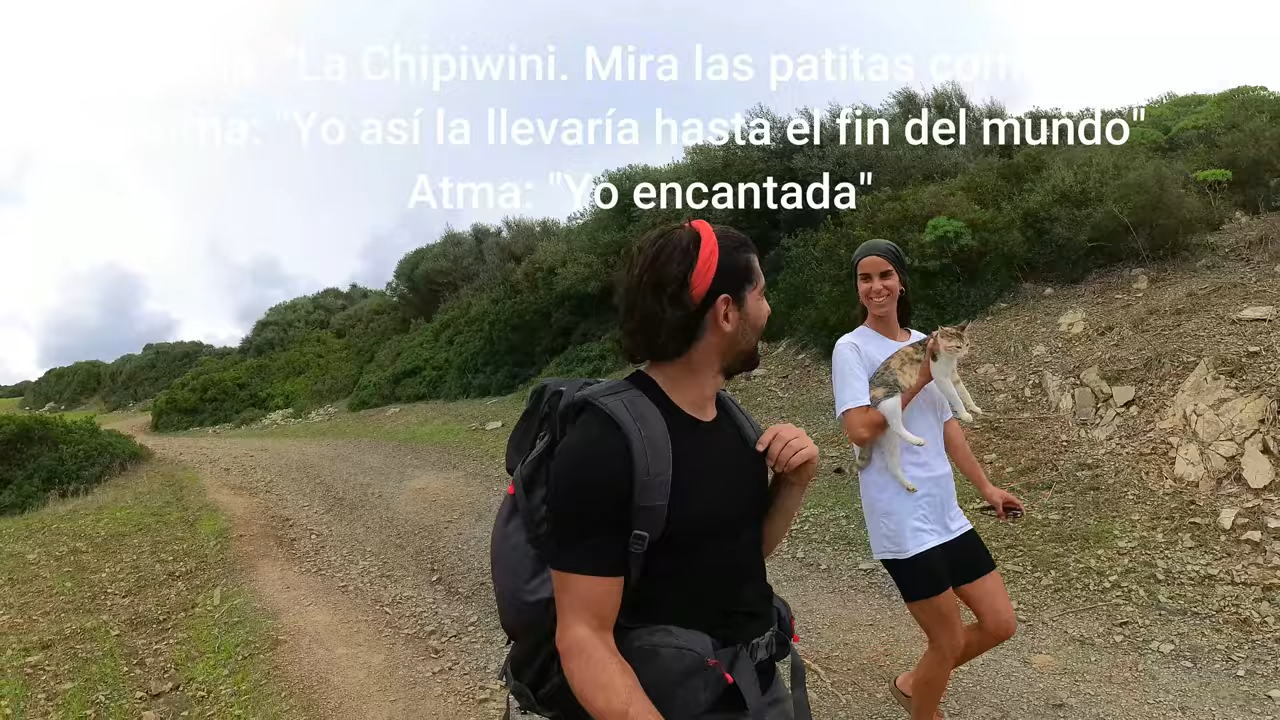 "La Chipiwini. Mira las patitas
"Yo así la llevaría hasta el fin del mundo"
Atma: "Yo encantada"